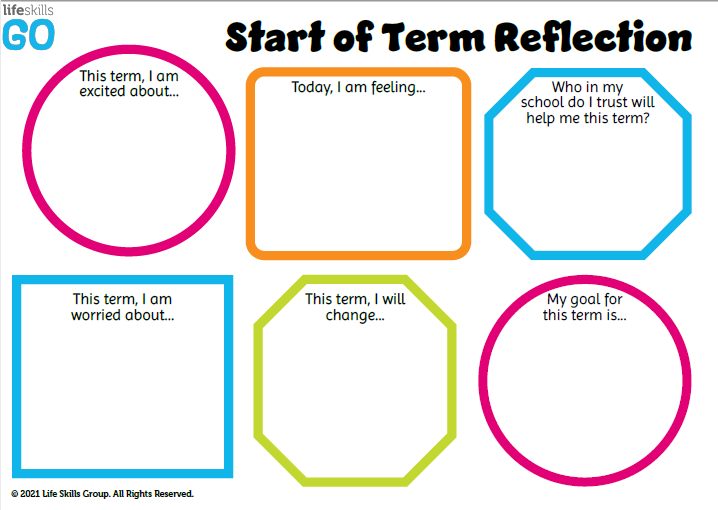 lifeskills
GO
Start of Term Reflection
This term, I am
excited about...
Today, I am feeling...
Who in my
school do I trust will
help me this term?
This term, I am
worried about...
This term, I will
change...
My goal for
this term is...
© 2021 Life Skills Group. All Rights Reserved.